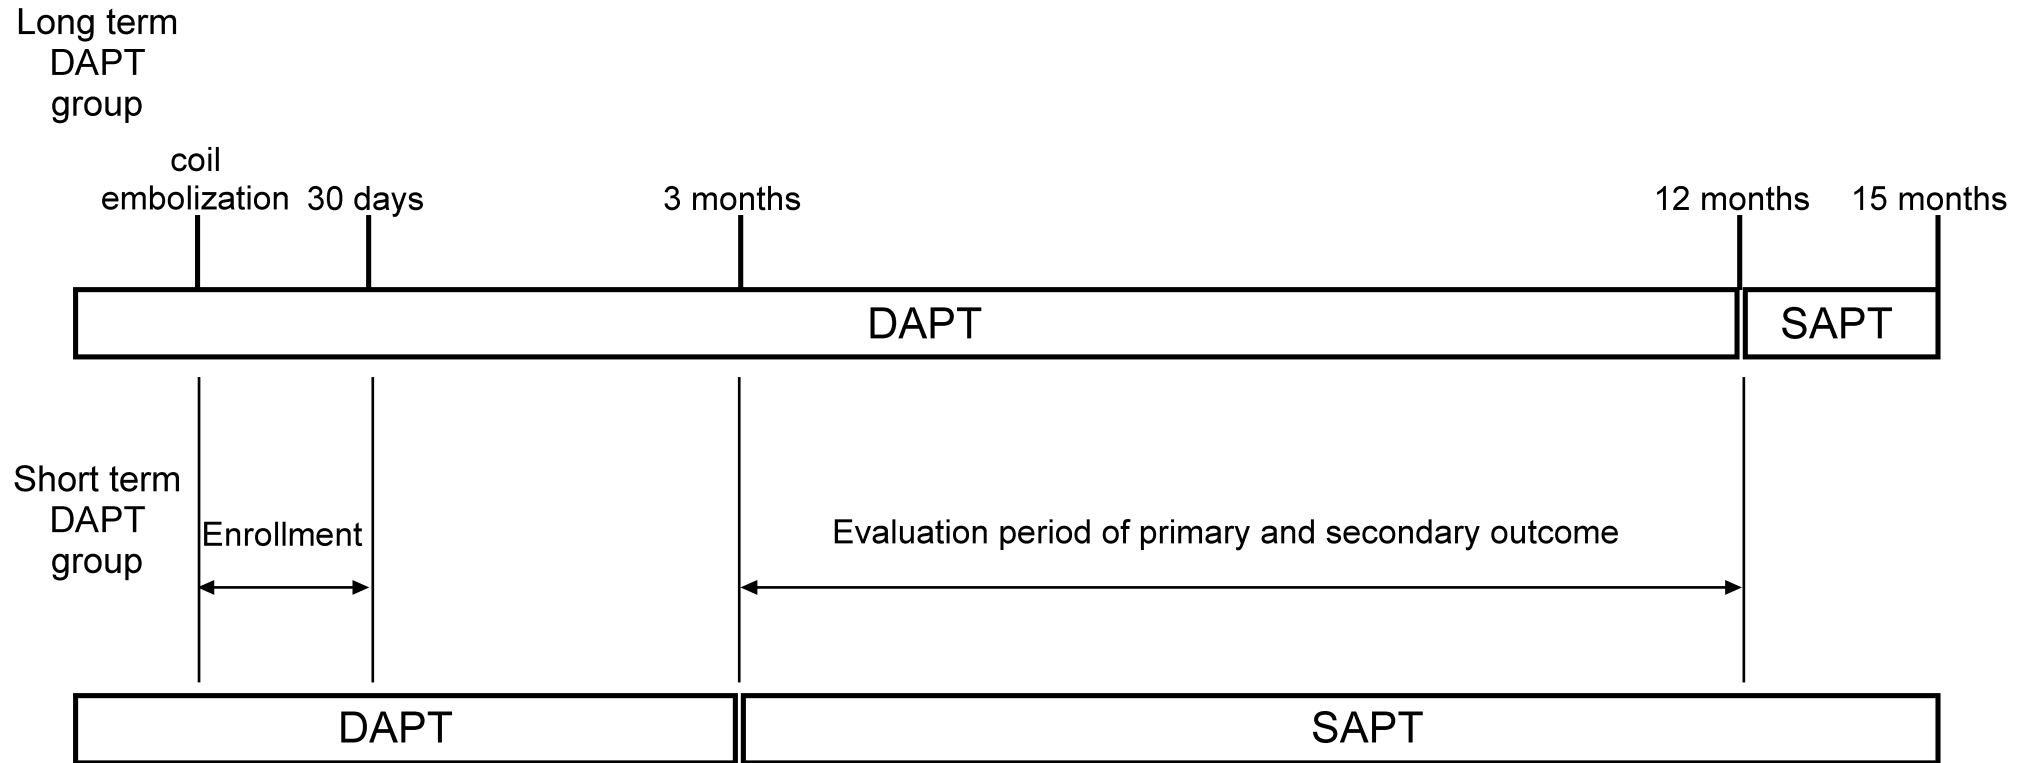 Long term
DAPT
group
coil
embolization 30 days 3 months 12 months 15 months
DAPT SAPT
Short term
DAPT
group
Enrollment
Evaluation period of primary and secondary outcome
DAPT SAPT